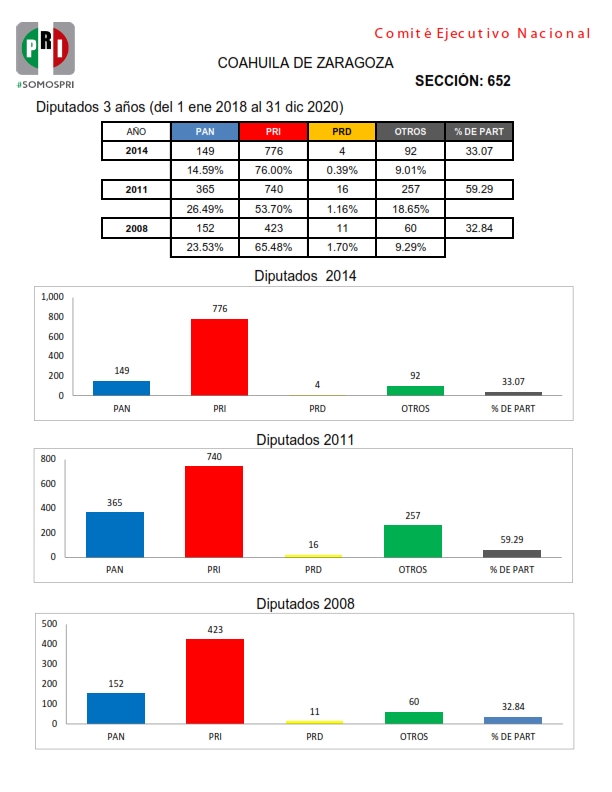 Comité Ejecutivo Nacional
PRI
#SOMOSPRI
COAHUILA DE ZARAGOZA
SECCIÓN: 652
Diputados 3 años (del 1 ene 2018 al 31 dic 2020)
AÑO PAN PRI PRD OTROS % DE PART
2014 149 776 4 92 33.07
14.59% 76.00% 0.39% 9.01%
2011 365 740 16 257 59.29
26.49% 53.70% 1.16% 18.65%
2008 152 423 11 60 32.84
23.53% 65.48% 1.70% 9.29%
Diputados 2014
1,000
800
600
400
200
0
149 776 4 92 33.07
PAN PRI PRD OTROS % DE PART
Diputados 2011
800
600
400
200
0
365 740 16 257 59.29
PAN PRI PRD OTROS % DE PART
Diputados 2008
500
400
300
200
100
0
152 423 11 60 32.84
PAN PRI PRD OTROS % DE PART